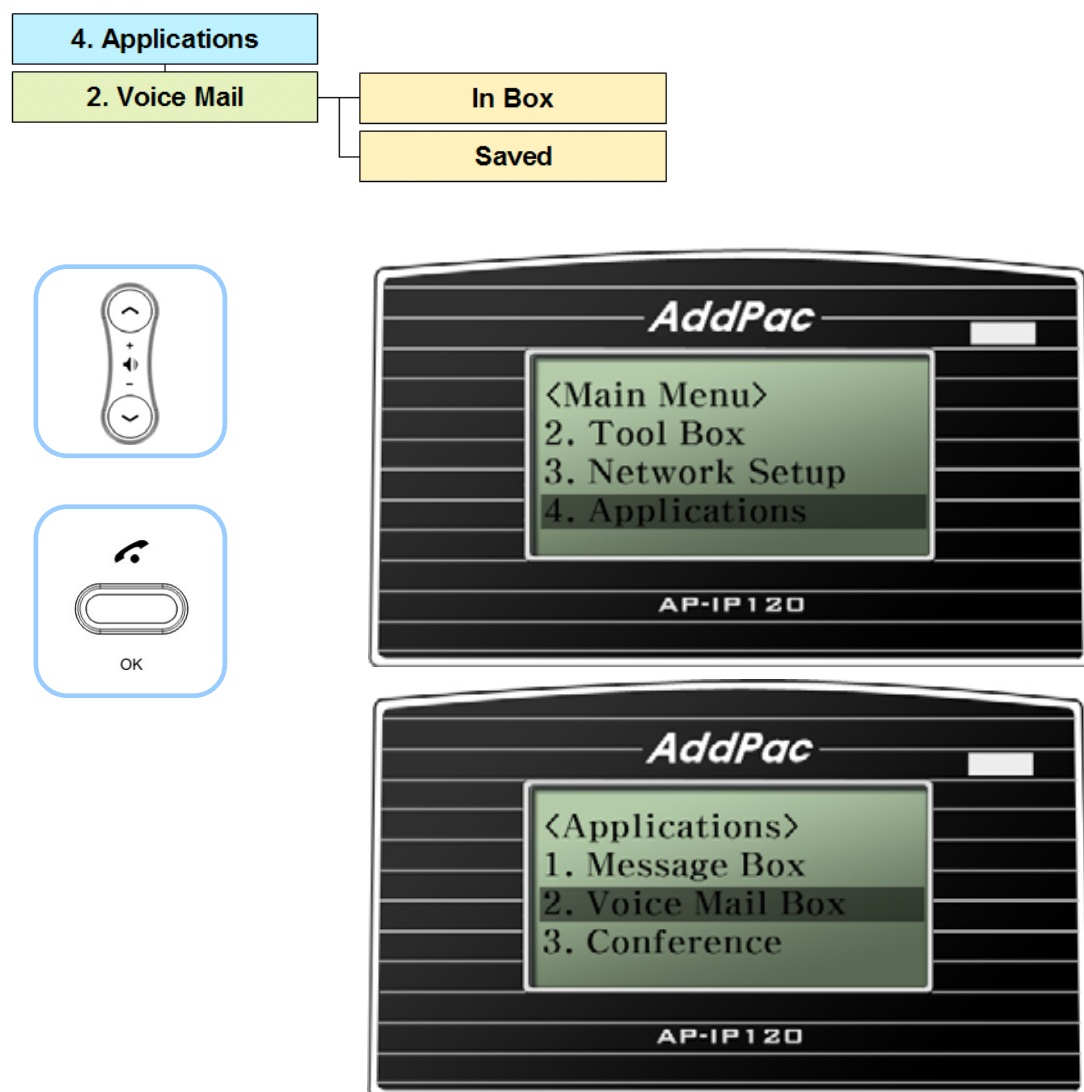 4. Applications
2. Voice Mail
In Box
Saved
+
-
OK
AddPac
<Main Menu>
2. Tool Box
3. Network Setup
4. Applications
AP-IP120
AddPac
<Applications>
1. Message Box
2. Voice Mail Box
3. Conference
AP-IP120